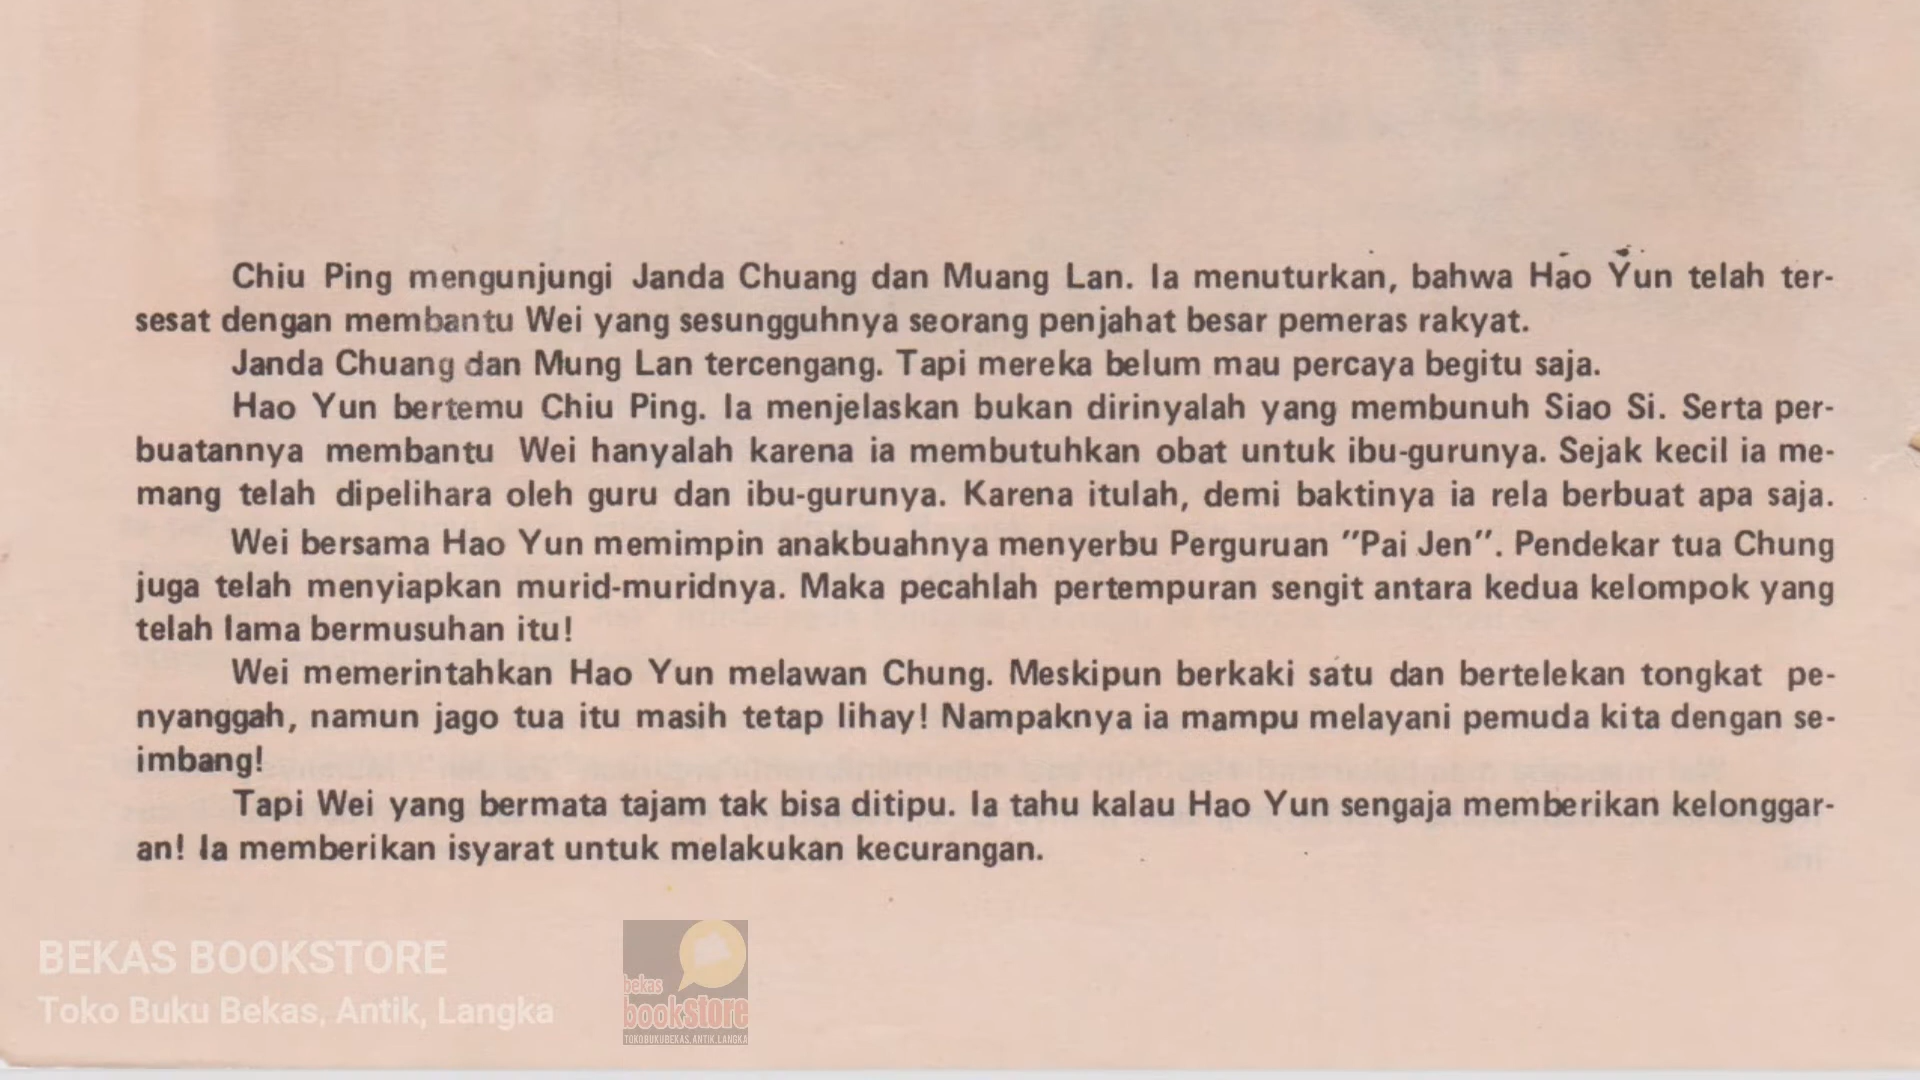 Chiu Ping mengunjungi Janda Chuang dan Muang Lan. Ia menuturkan, bahwa Hao Yun telah ter-
sesat dengan membantu Wei yang sesungguhnya seorang penjahat besar pemeras rakyat.
Janda Chuang dan Mung Lan tercengang. Tapi mereka belum mau percaya begitu saja.
Hao Yun bertemu Chiu Ping. Ia menjelaskan bukan dirinyalah yang membunuh Siao Si. Serta per-
buatannya membantu Wei hanyalah karena ia membutuhkan obat untuk ibu-gurunya. Sejak kecil ia me-
mang telah dipelihara oleh guru dan ibu-gurunya. Karena itulah, demi baktinya ia rela berbuat apa saja.
Wei bersama Hao Yun memimpin anakbuahnya menyerbu Perguruan "Pai Jen". Pendekar tua Chung
juga telah menyiapkan murid-muridnya. Maka pecahlah pertempuran sengit antara kedua kelompok yang
telah lama bermusuhan itu!
Wei memerintahkan Hao Yun melawan Chung. Meskipun berkaki satu dan bertelekan tongkat pe-
nyanggah, namun jago tua itu masih tetap lihay! Nampaknya ia mampu melayani pemuda kita dengan se-
imbang!
Tapi Wei yang bermata tajam tak bisa ditipu. Ia tahu kalau Hao Yun sengaja memberikan kelonggar-
an! Ia memberikan isyarat untuk melakukan kecurangan.
BEKAS BOOKSTORE
Toko Buku Bekas, Antik, Langka
bekas
bookstore
TOKO BUKU BEKAS, ANTIK, LANGKA